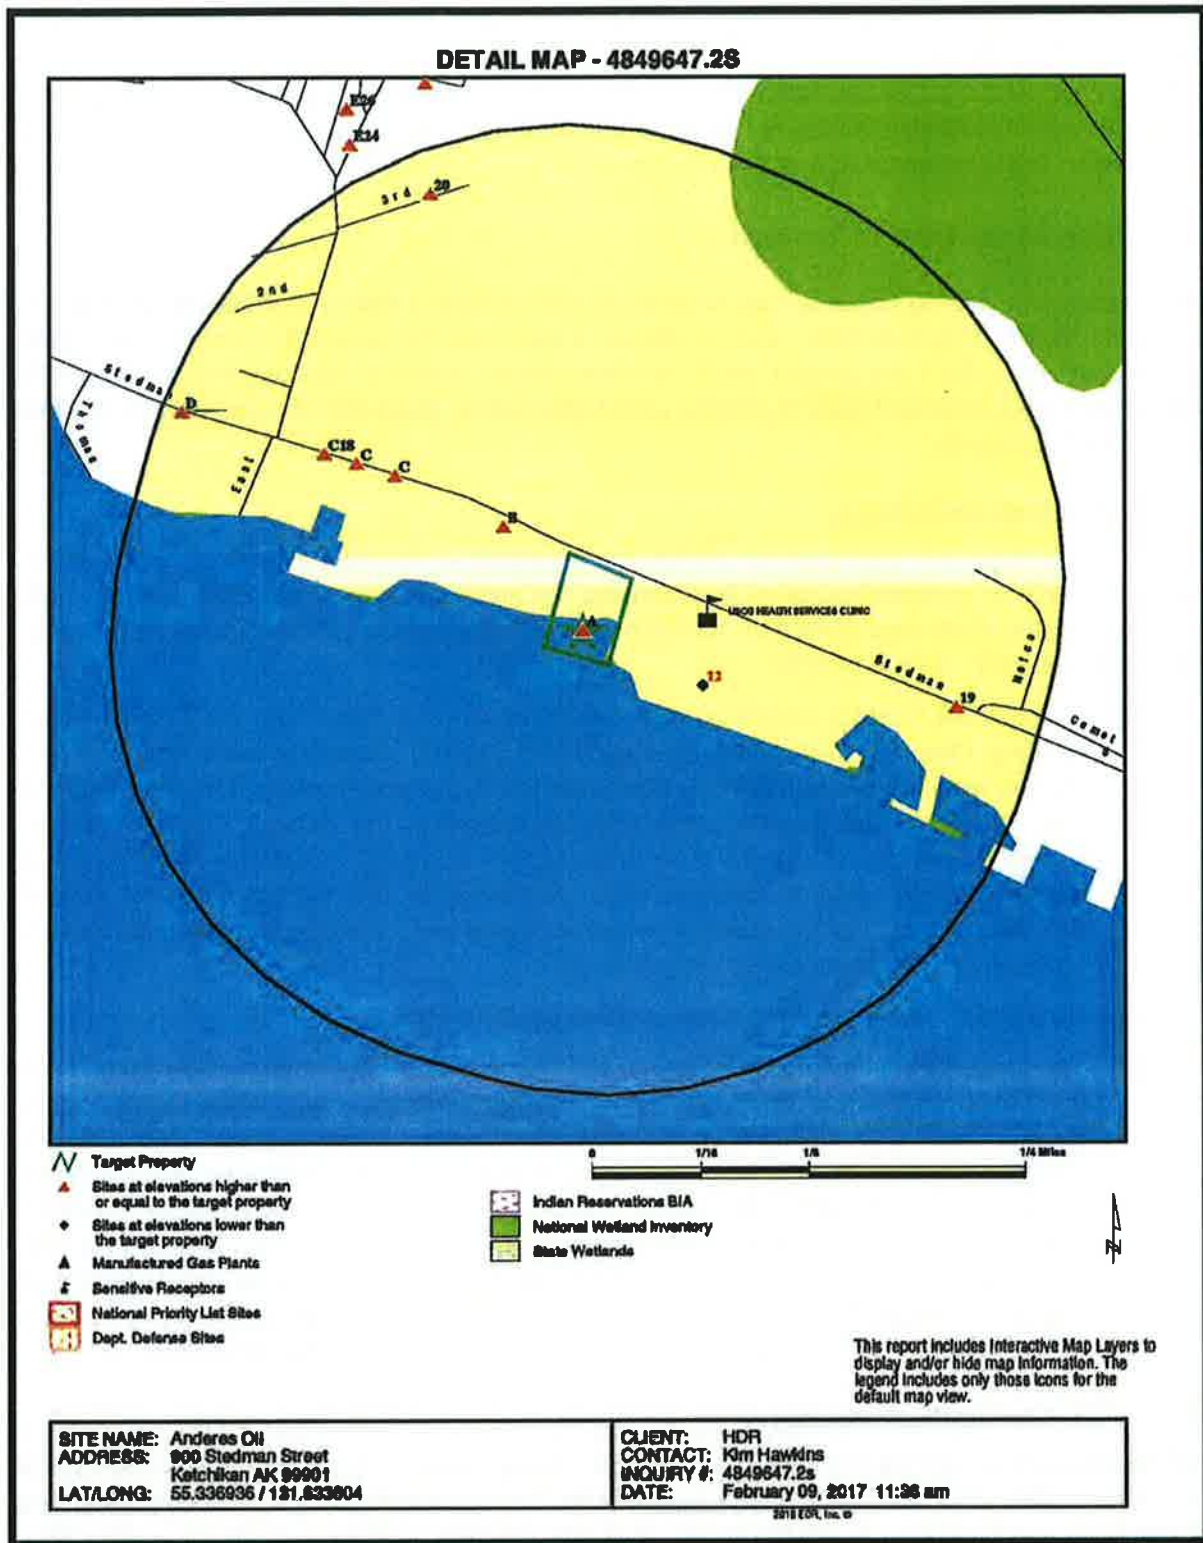 DETAIL MAP - 4849647.2S
E26
E24
3rd
20
2nd
Stedman
D
Thomas
C18
C
C
East
B
A
USCG HEALTH SERVICES CLINIC
12
Stedman
19
0
1/16
1/8
1/4 Miles
Target Property
Sites at elevations higher than
or equal to the target property
Sites at elevations lower than
the target property
Manufactured Gas Plants
Sensitive Receptors
National Priority List Sites
Dept. Defense Sites
Indian Reservations BIA
National Wetland Inventory
State Wetlands
N
This report includes Interactive Map Layers to
display and/or hide map information. The
legend includes only those icons for the
default map view.
SITE NAME: Anderes Oil
ADDRESS: 900 Stedman Street
Ketchikan AK 99901
LAT/LONG: 55.336936 / 131.633604
CLIENT: HDR
CONTACT: Kim Hawkins
INQUIRY #: 4849647.2s
DATE: February 09, 2017 11:36 am
EDR, Inc. ©